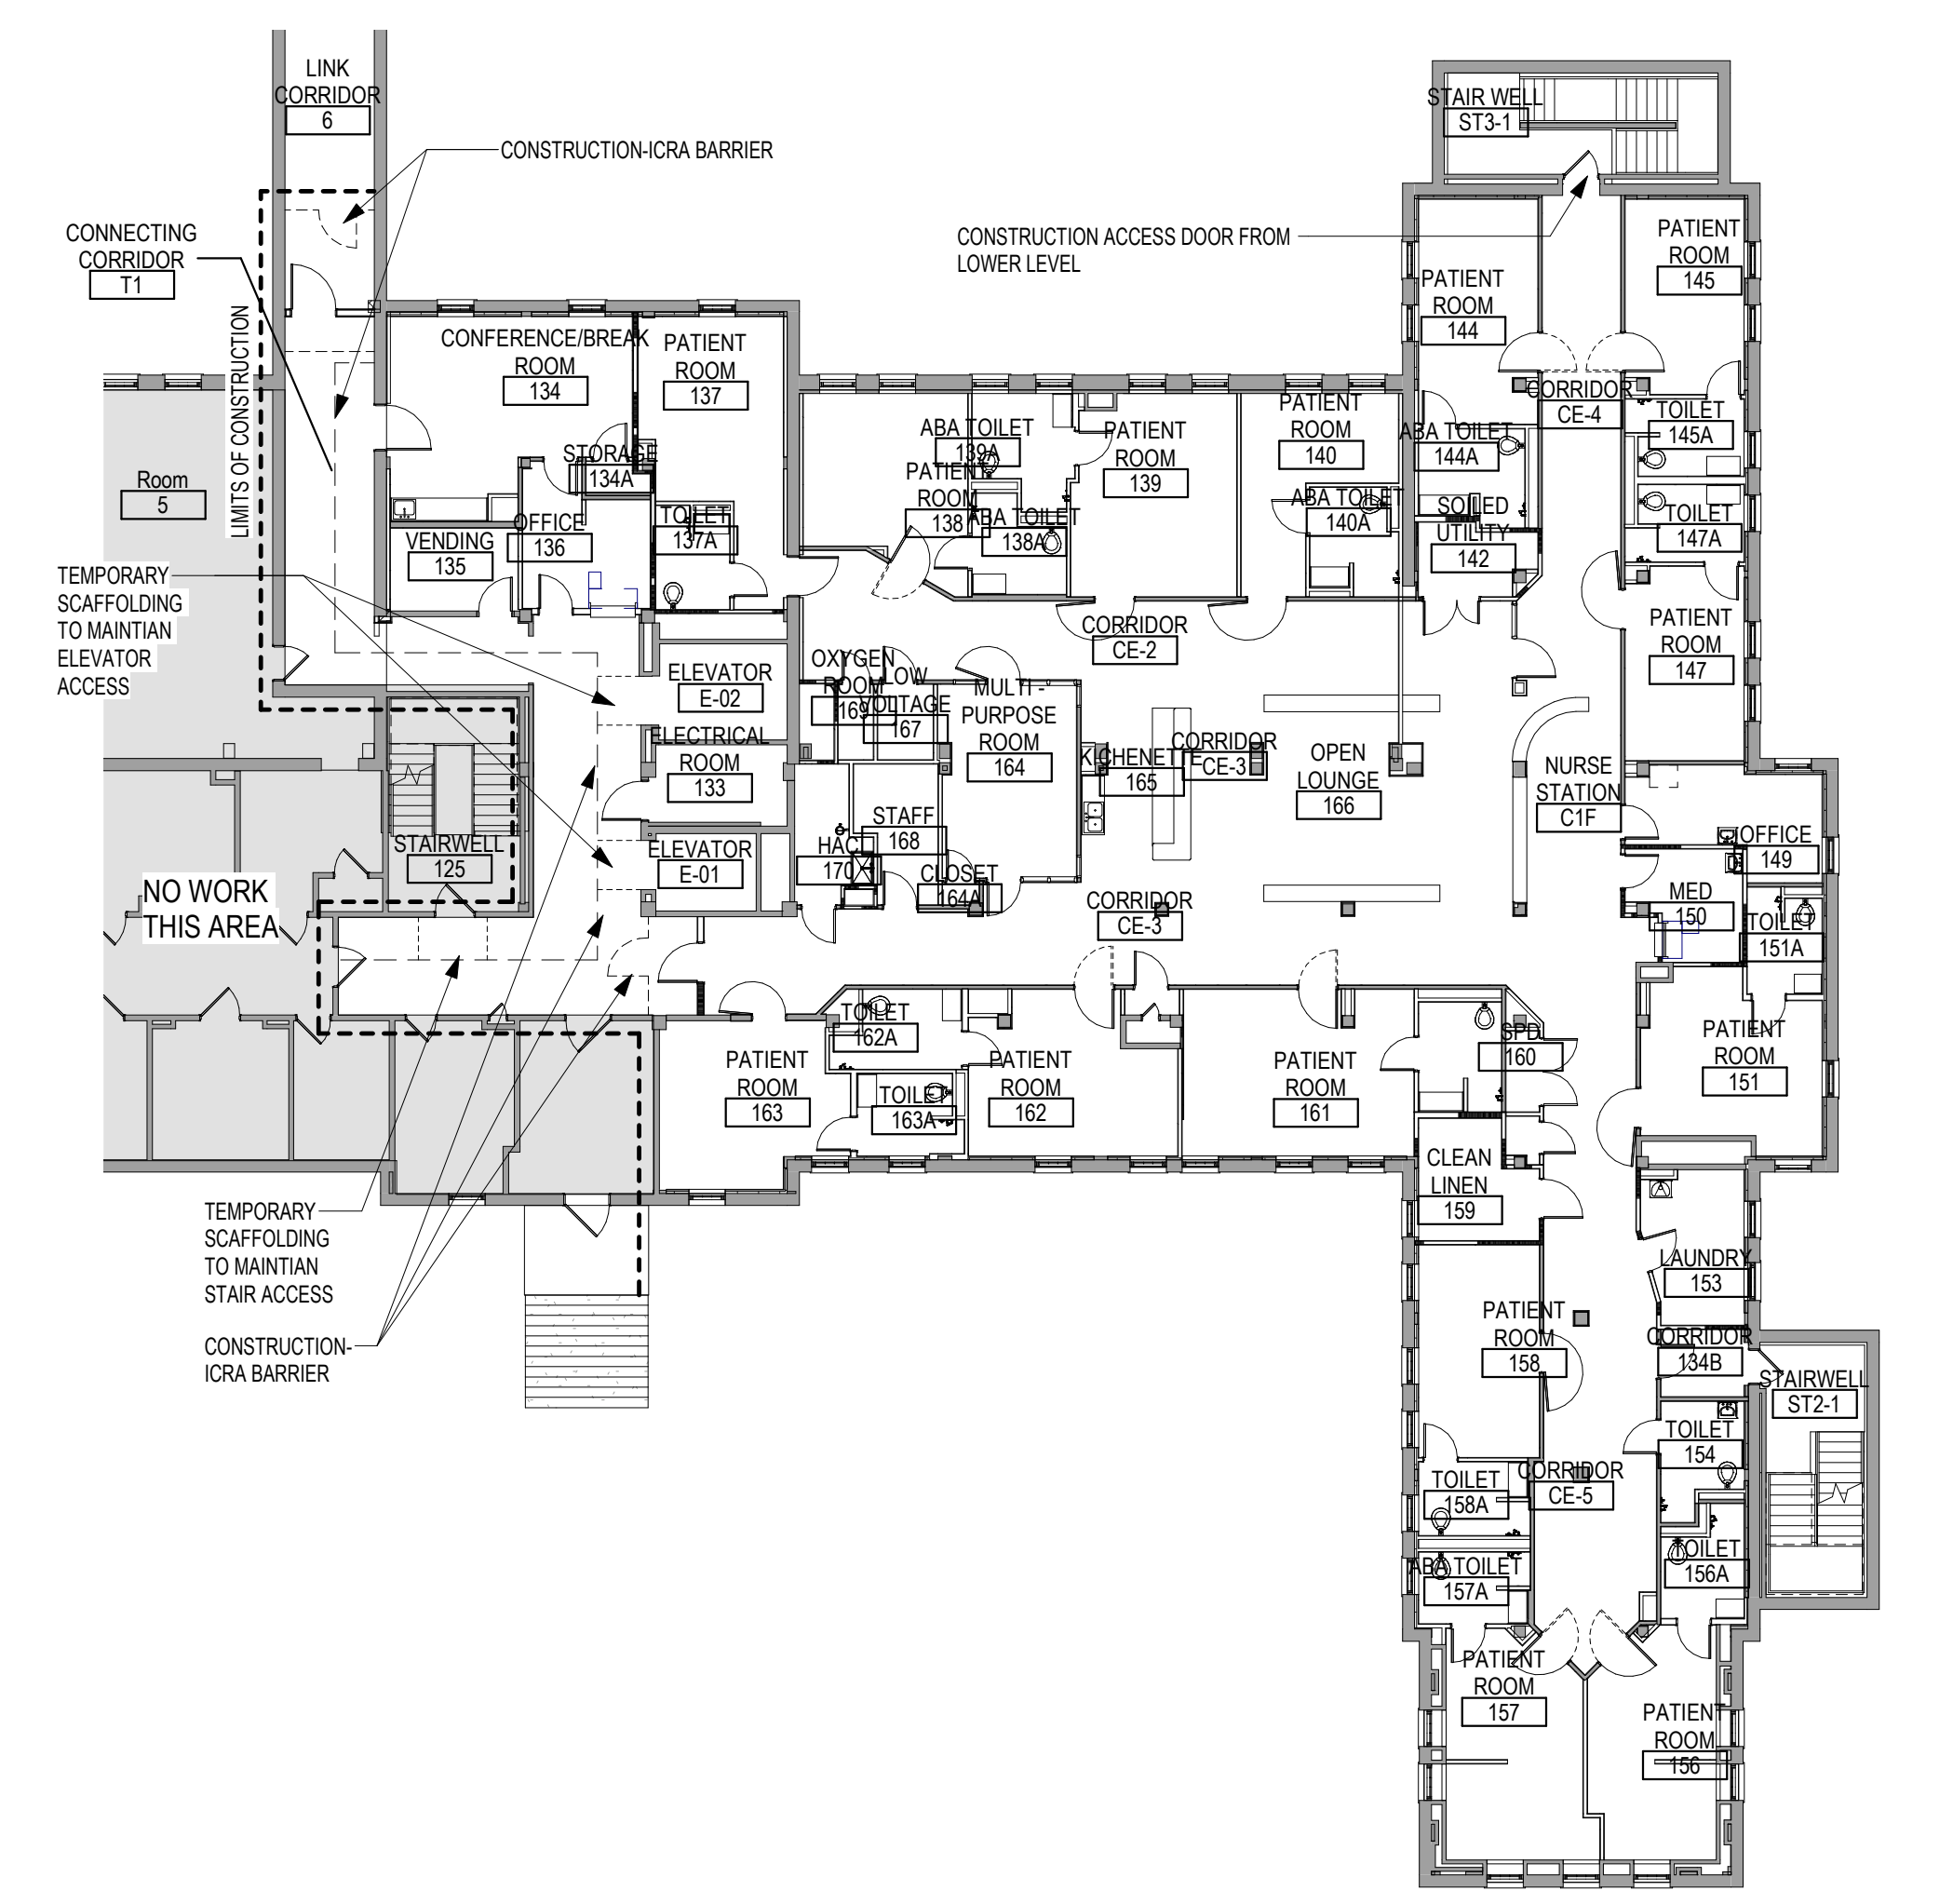 LINK
CORRIDOR
6
CONSTRUCTION-ICRA BARRIER
STAIR WELL
ST3-1
CONNECTING
CORRIDOR
T1
CONSTRUCTION ACCESS DOOR FROM
LOWER LEVEL
PATIENT
ROOM
145
PATIENT
ROOM
144
LIMITS OF CONSTRUCTION
CONFERENCE/BREAK
ROOM
134
PATIENT
ROOM
137
CORRIDOR
CE-4
TOILET
145A
ABA TOILET
139A
PATIENT
ROOM
139
PATIENT
ROOM
140
ABA TOILET
144A
STORAGE
134A
Room
5
PATIENT
ROOM
138
ABA TOILET
138A
ABA TOILET
140A
SOILED
UTILITY
142
TOILET
147A
OFFICE
136
TOILET
137A
VENDING
135
TEMPORARY
SCAFFOLDING
TO MAINTIAN
ELEVATOR
ACCESS
PATIENT
ROOM
147
CORRIDOR
CE-2
ELEVATOR
E-02
OXYGEN
ROOM
169
LOW
VOLTAGE
167
MULTI -
PURPOSE
ROOM
164
ELECTRICAL
ROOM
133
KICHENETTE
165
CORRIDOR
CE-3
OPEN
LOUNGE
166
NURSE
STATION
C1F
STAIRWELL
125
ELEVATOR
E-01
STAFF
168
HAC
170
CLOSET
164A
OFFICE
149
MED
150
TOILET
151A
NO WORK
THIS AREA
CORRIDOR
CE-3
TOILET
162A
PATIENT
ROOM
163
TOILET
163A
PATIENT
ROOM
162
PATIENT
ROOM
161
SPD
160
PATIENT
ROOM
151
CLEAN
LINEN
159
TEMPORARY
SCAFFOLDING
TO MAINTIAN
STAIR ACCESS
CONSTRUCTION-
ICRA BARRIER
LAUNDRY
153
PATIENT
ROOM
158
CORRIDOR
134B
STAIRWELL
ST2-1
TOILET
154
TOILET
158A
CORRIDOR
CE-5
TOILET
156A
ABA TOILET
157A
PATIENT
ROOM
157
PATIENT
ROOM
156